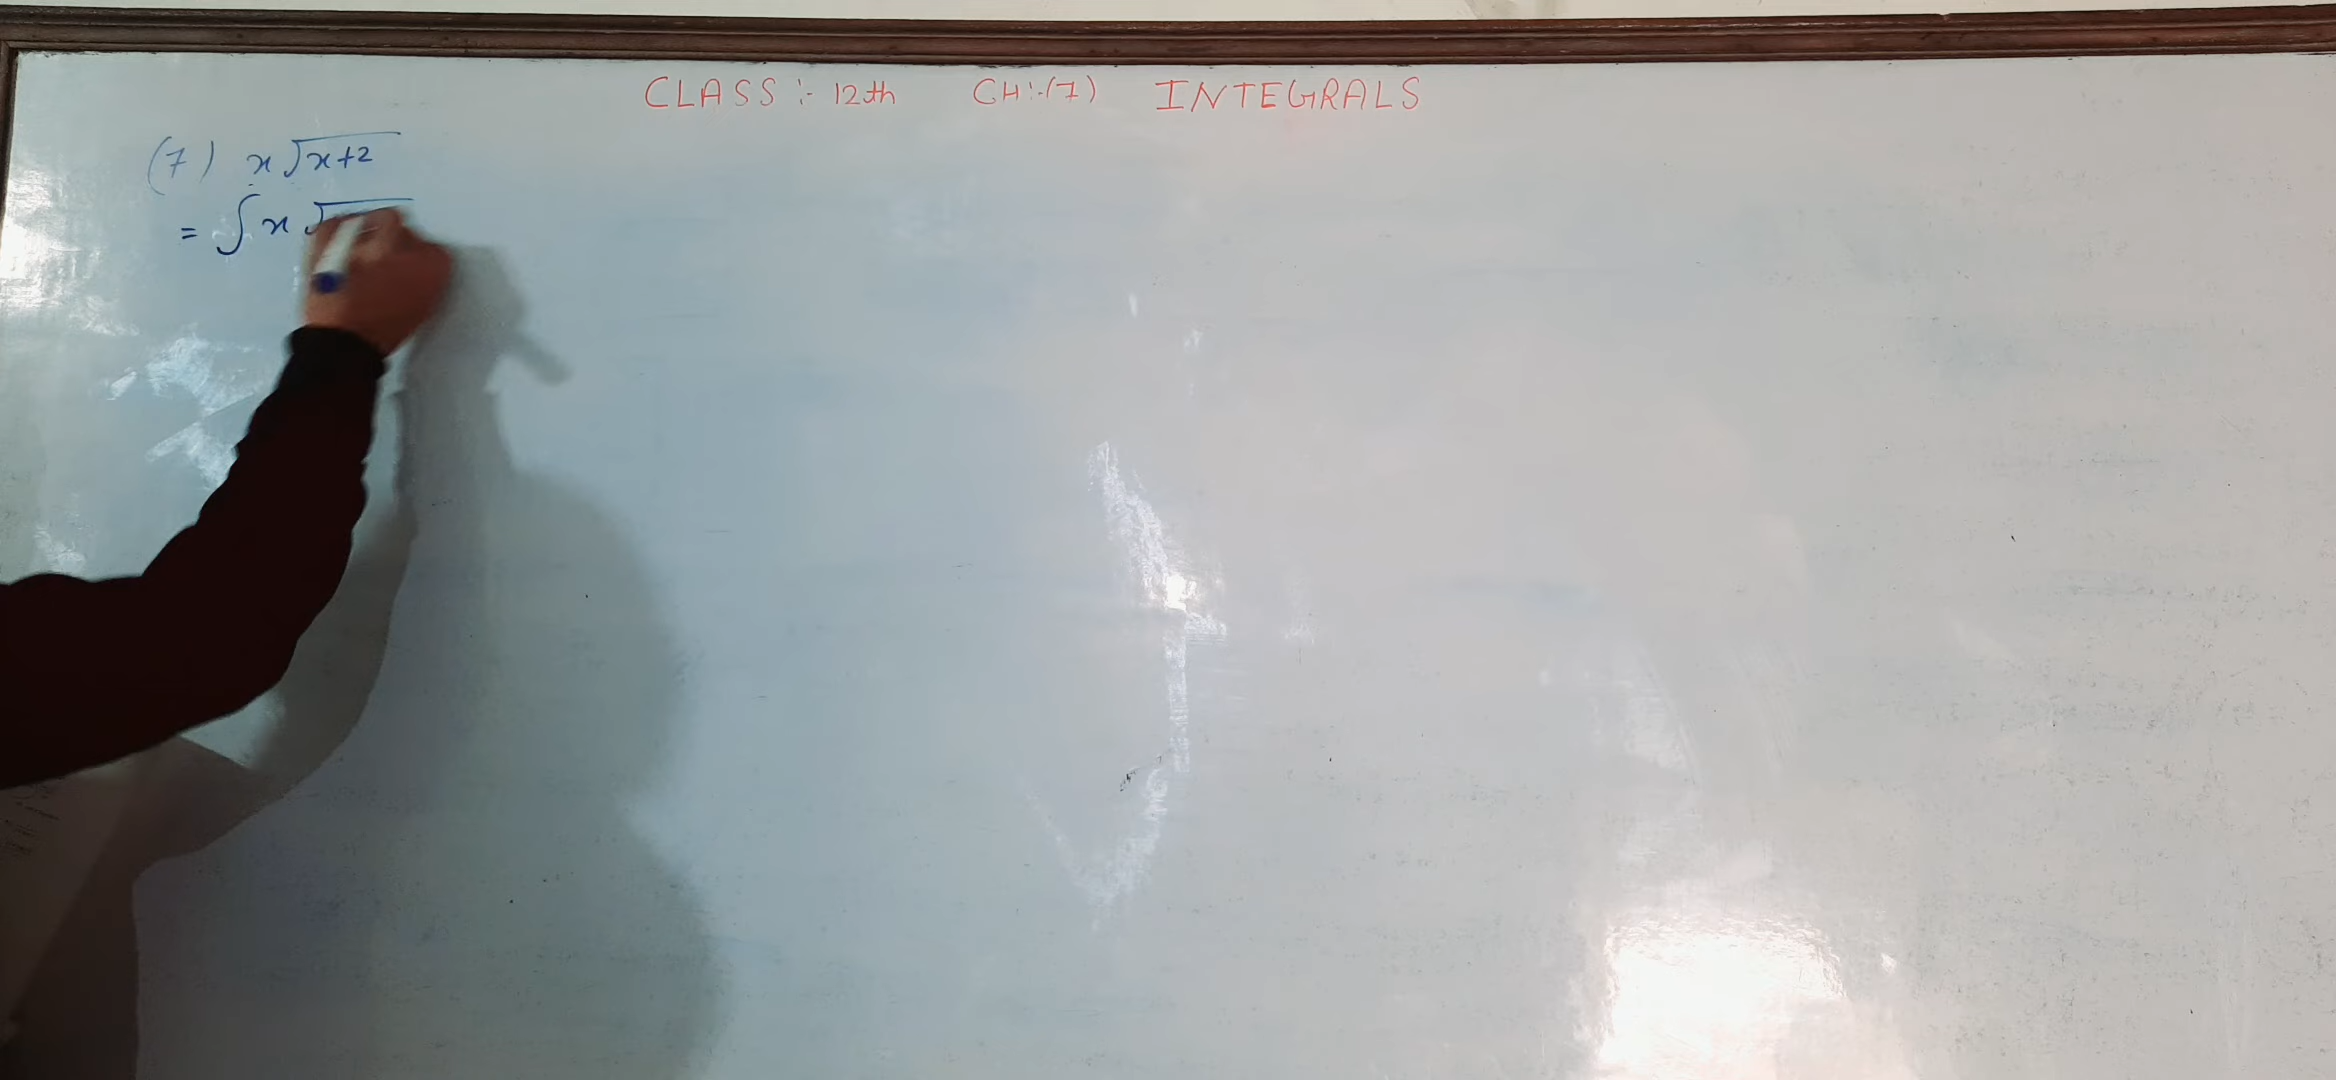 CLASS :- 12th CH:-(7) INTEGRALS
(7) x√x+2
= ∫ x √